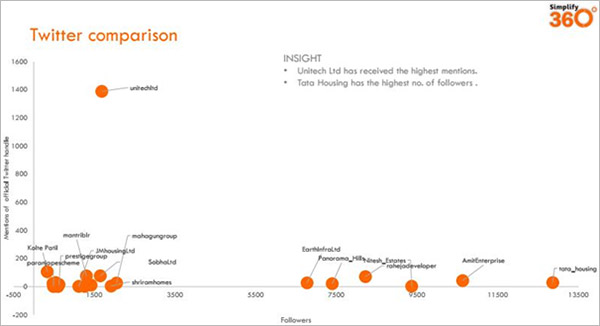 Simplify
360°
Twitter comparison
INSIGHT
• Unitech Ltd has received the highest mentions.
• Tata Housing has the highest no. of followers .
1600
1400
1200
1000
800
600
400
200
0
-200
Mentions of official Twitter handle
unitechltd
mantriblr
mahagungroup
Kolte Patil
JMhousingLtd
prestigegroup
SobhaLtd
paranjapescheme
shriramhomes
EarthInfraLtd
Panorama_Hills
Nitesh_Estates
rahejadeveloper
AmitEnterprise
tata_housing
-500 1500 3500 5500 7500 9500 11500 13500
Followers